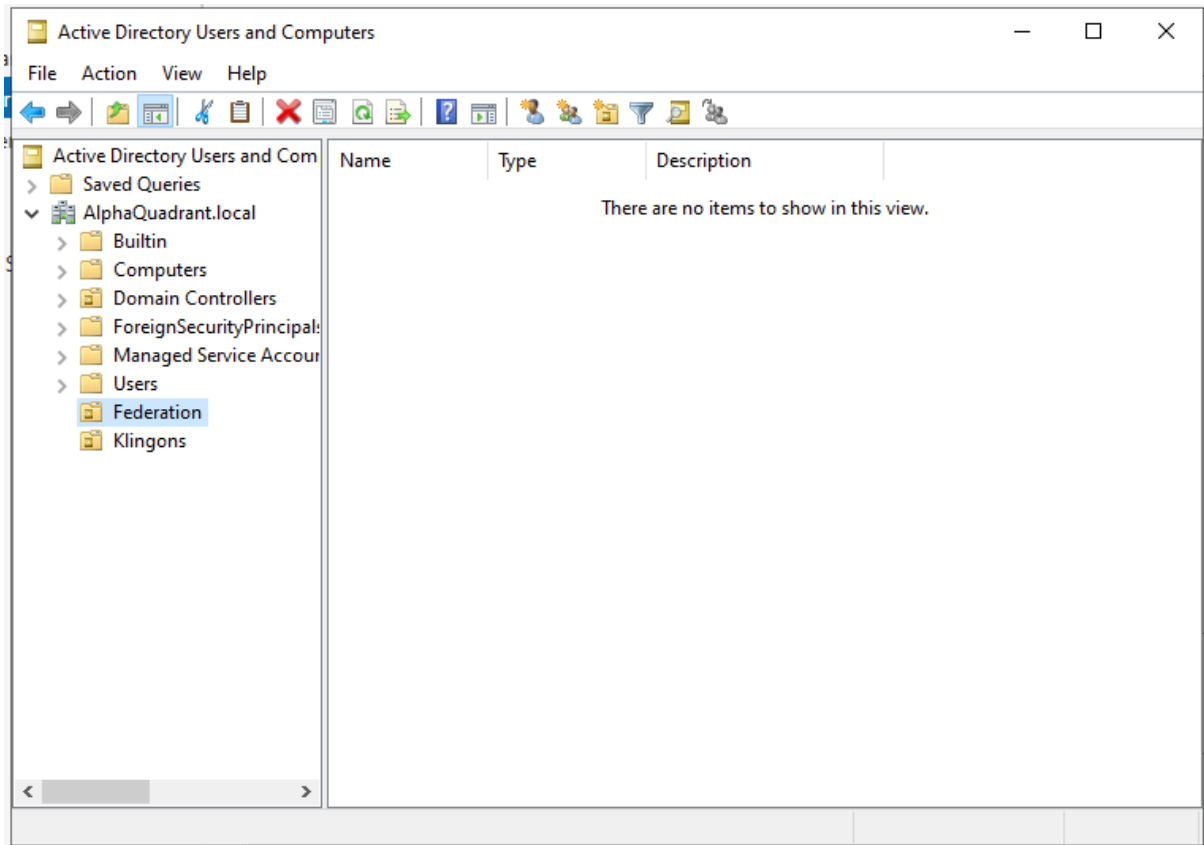 Active Directory Users and Computers
File Action View Help
Active Directory Users and Com
Saved Queries
AlphaQuadrant.local
Builtin
Computers
Domain Controllers
ForeignSecurityPrincipals
Managed Service Accoun
Users
Federation
Klingons
Name Type Description
There are no items to show in this view.